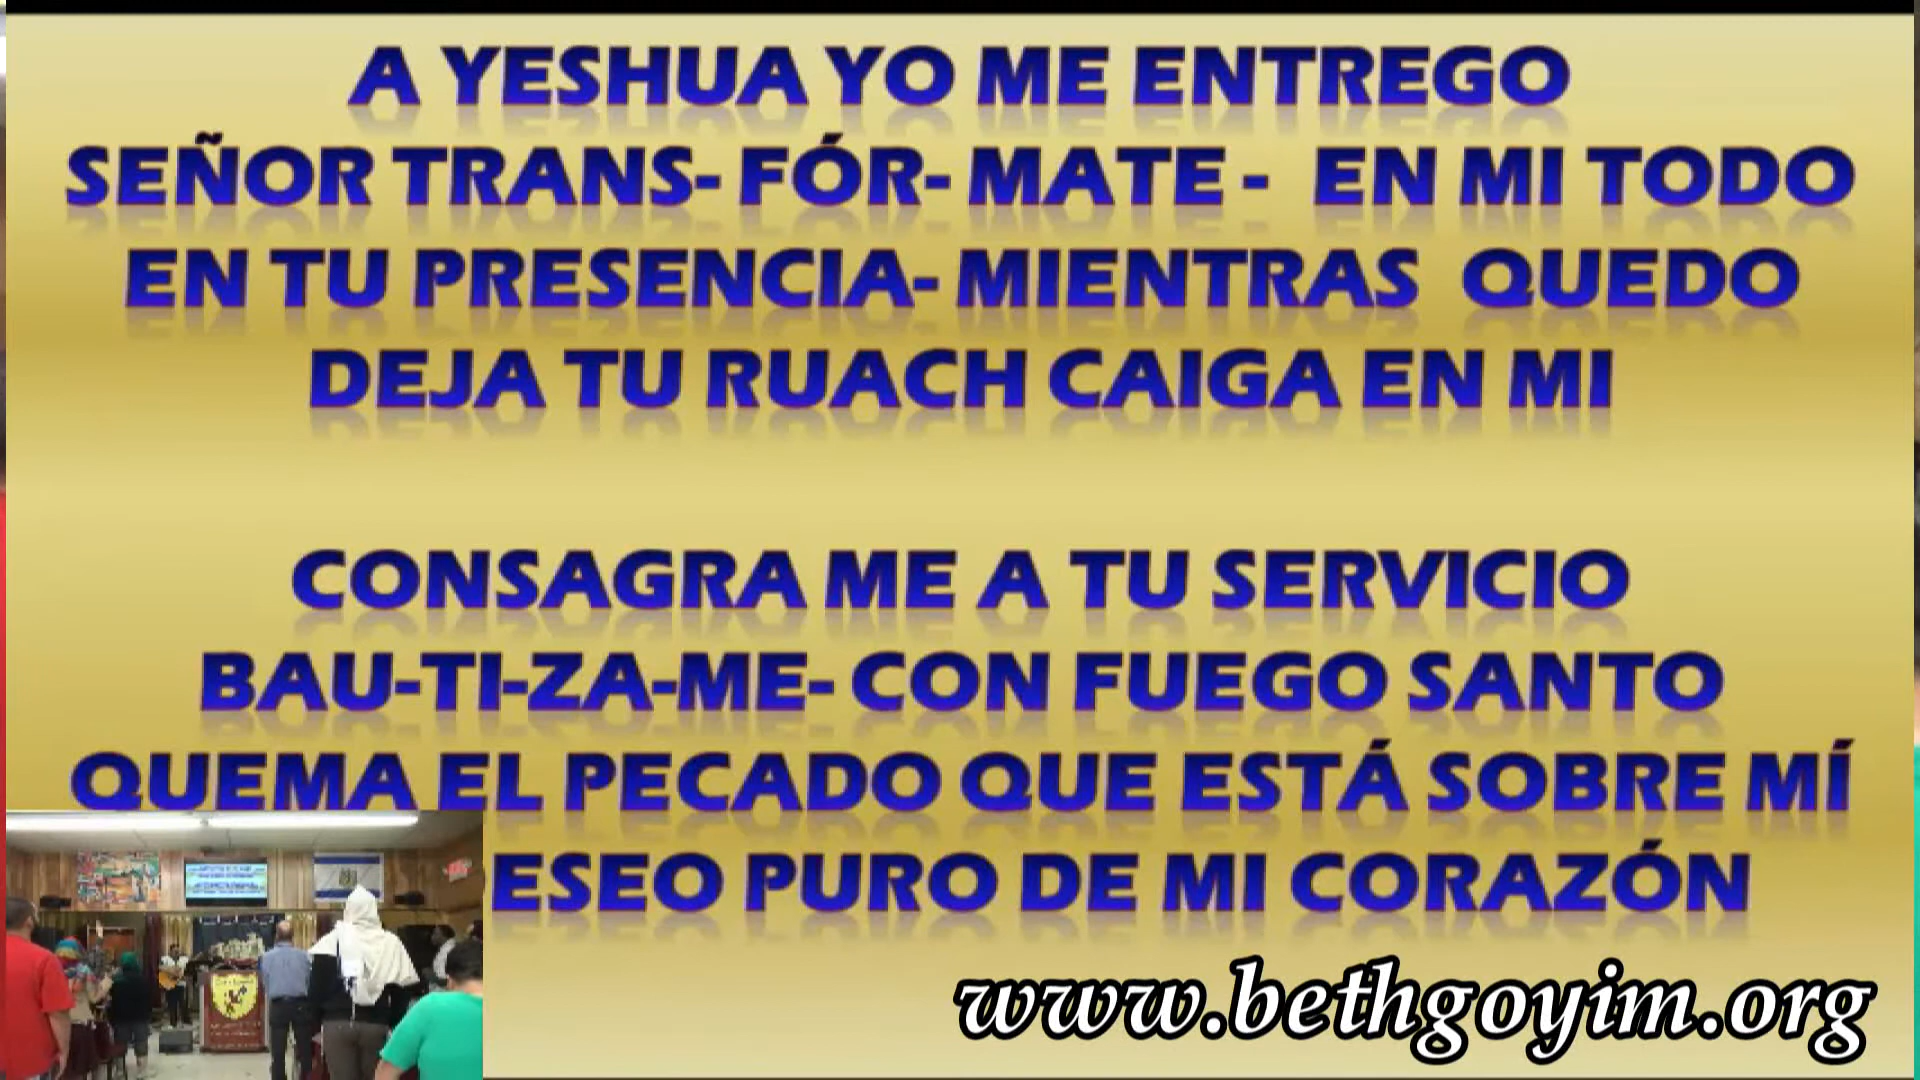 A YESHUA YO ME ENTREGO
SEÑOR TRANS- FÓR- MATE - EN MI TODO
EN TU PRESENCIA- MIENTRAS QUEDO
DEJA TU RUACH CAIGA EN MI
CONSAGRA ME A TU SERVICIO
BAU-TI-ZA-ME- CON FUEGO SANTO
QUEMA EL PECADO QUE ESTÁ SOBRE MÍ
ESEO PURO DE MI CORAZÓN
www.bethgoyim.org